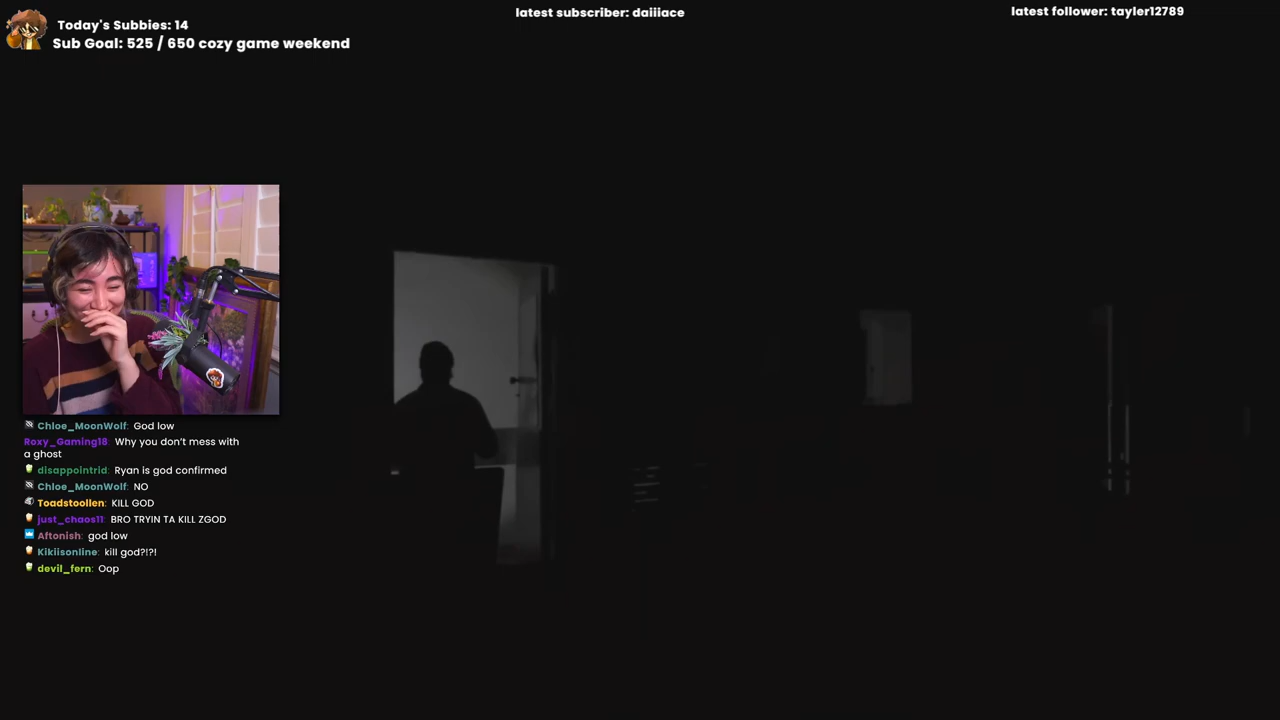 Today's Subbies: 14
Sub Goal: 525 / 650 cozy game weekend
latest subscriber: daiiiace
latest follower: tayler12789
Chloe_MoonWolf: God low
Roxy_Gaming18: Why you don't mess with
a ghost
disappointrid: Ryan is god confirmed
Chloe_MoonWolf: NO
Toadstoollen: KILL GOD
just_chaos11: BRO TRYIN TA KILL ZGOD
Aftonish: god low
Kikiisonline: kill god?!?!
devil_fern: Oop